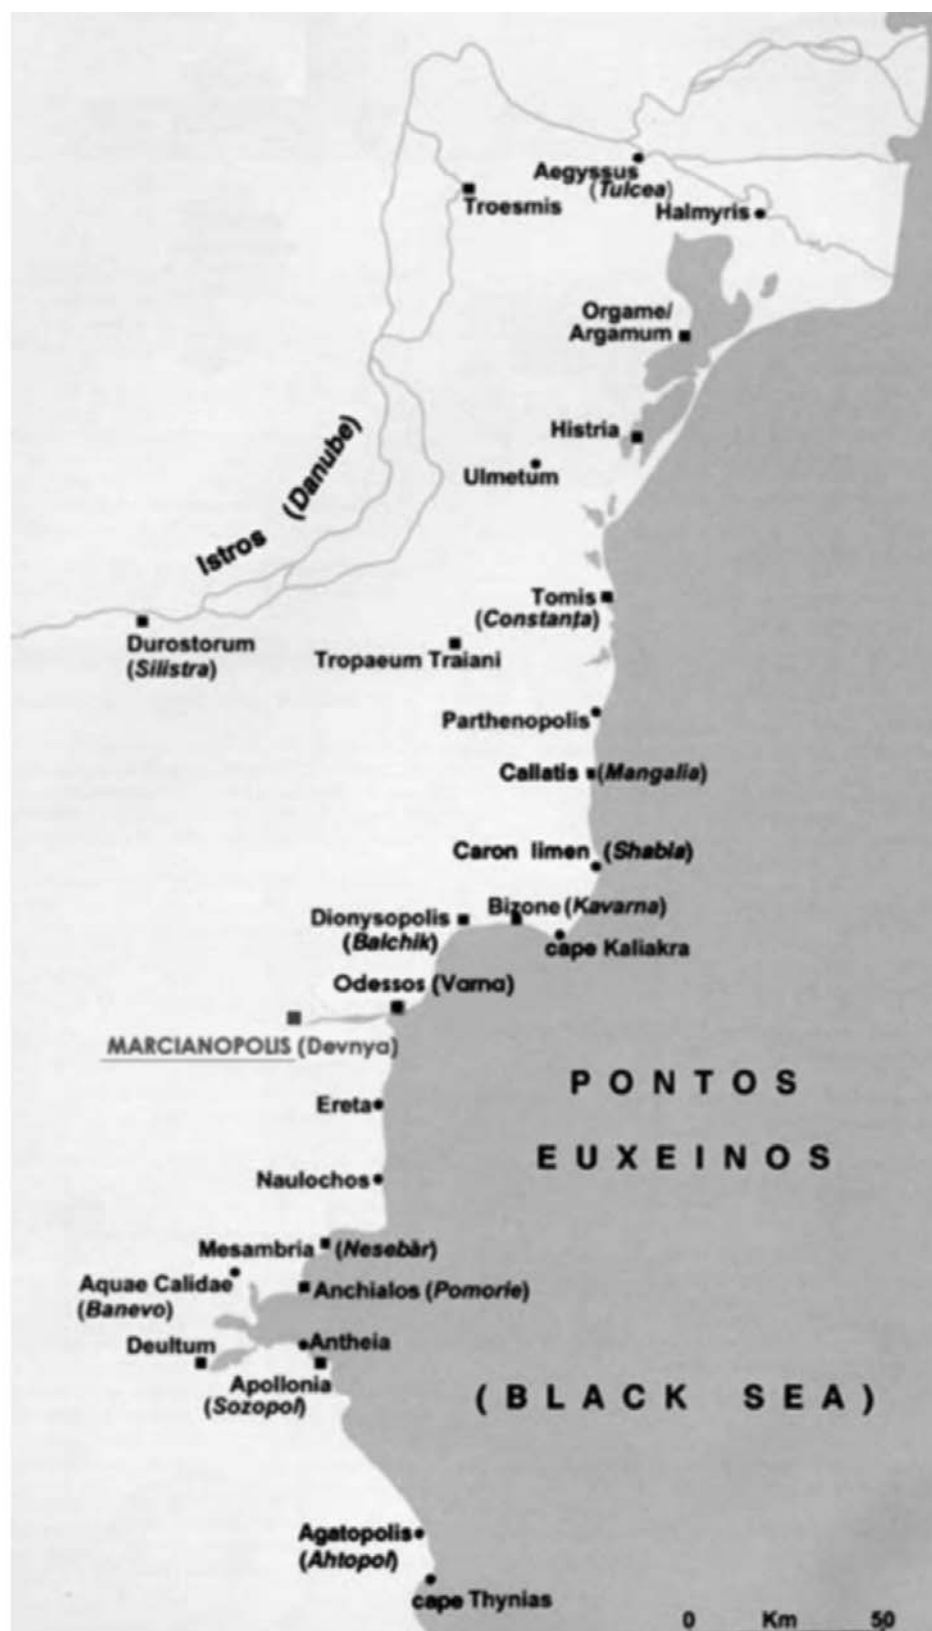 Aegyssus
(Tulcea)
Troesmis
Halmyris
Orgame/
Argamum
Histria
Ulmetum
Istros (Danube)
Tomis
(Constanţa)
Durostorum
(Silistra)
Tropaeum Traiani
Parthenopolis
Callatis (Mangalia)
Caron limen (Shabla)
Bizone (Kavarna)
Dionysopolis
(Balchik)
cape Kaliakra
Odessos (Varna)
MARCIANOPOLIS (Devnya)
PONTOS
Ereta
EUXEINOS
Naulochos
Mesambria (Nesebăr)
Aquae Calidae
(Banevo)
Anchialos (Pomorie)
Deultum
Antheia
Apollonia
(Sozopol)
(BLACK SEA)
Agatopolis
(Ahtopol)
cape Thynias
0 Km 50